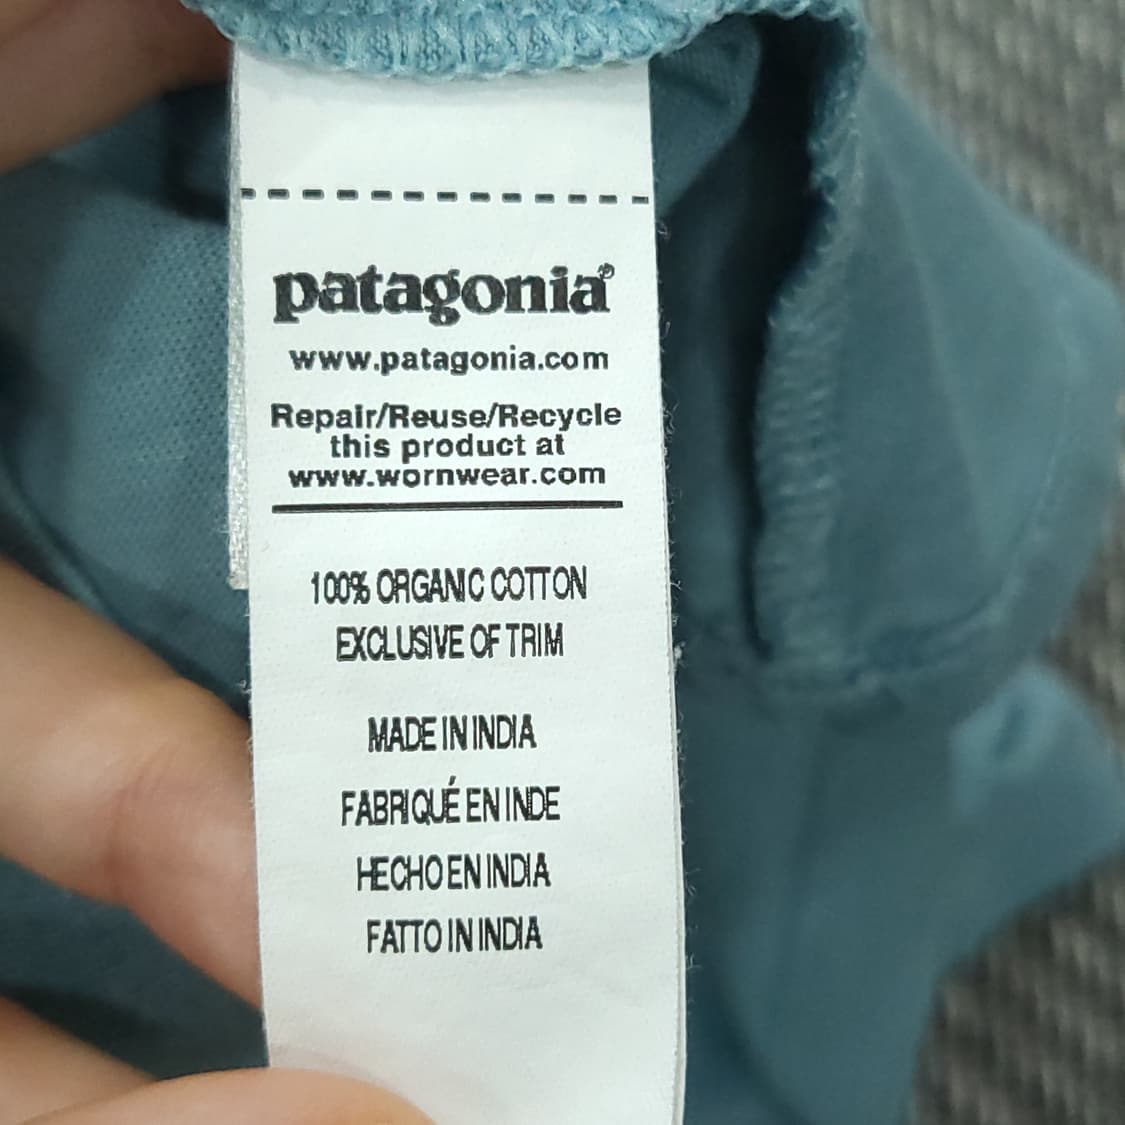 patagonia®
www.patagonia.com
Repair/Reuse/Recycle
this product at
www.wornwear.com
100% ORGANIC COTTON
EXCLUSIVE OF TRIM
MADE IN INDIA
FABRIQUÉ EN INDE
HECHO EN INDIA
FATTO IN INDIA